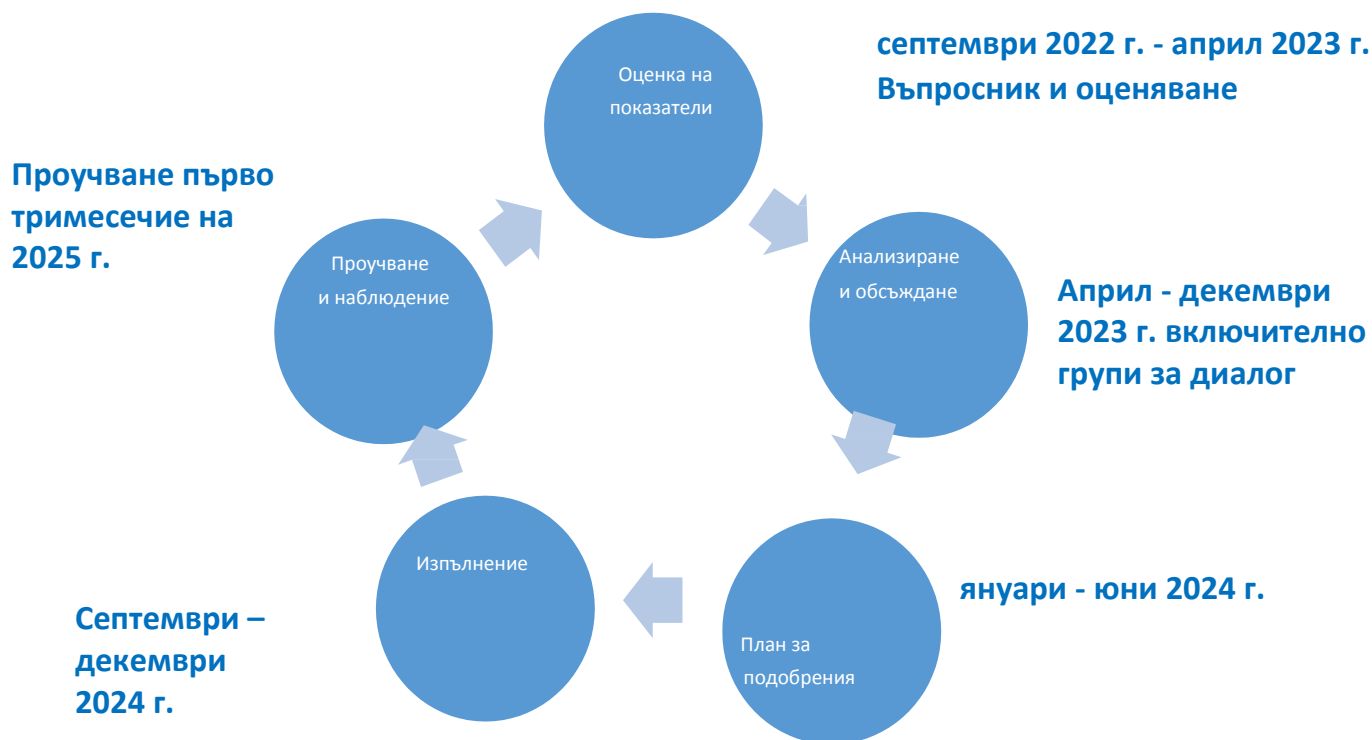 Оценка на
показатели
септември 2022 г. - април 2023 г.
Въпросник и оценяване
Анализиране
и обсъждане
Април - декември
2023 г. включително
групи за диалог
План за
подобрения
януари - юни 2024 г.
Изпълнение
Септември –
декември
2024 г.
Проучване
и наблюдение
Проучване първо
тримесечие на
2025 г.